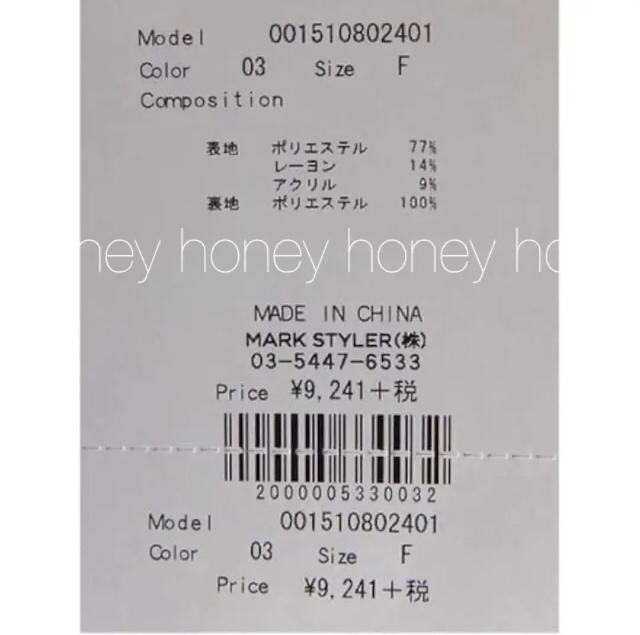 Model 001510802401
Color 03 Size F
Composition
表地 ポリエステル 77%
レーヨン 14%
アクリル 9%
裏地 ポリエステル 100%
ney honey honey ho
MADE IN CHINA
MARK STYLER(株)
03-5447-6533
Price ¥9,241+税
2000005330032
Model 001510802401
Color 03 Size F
Price ¥9,241+税